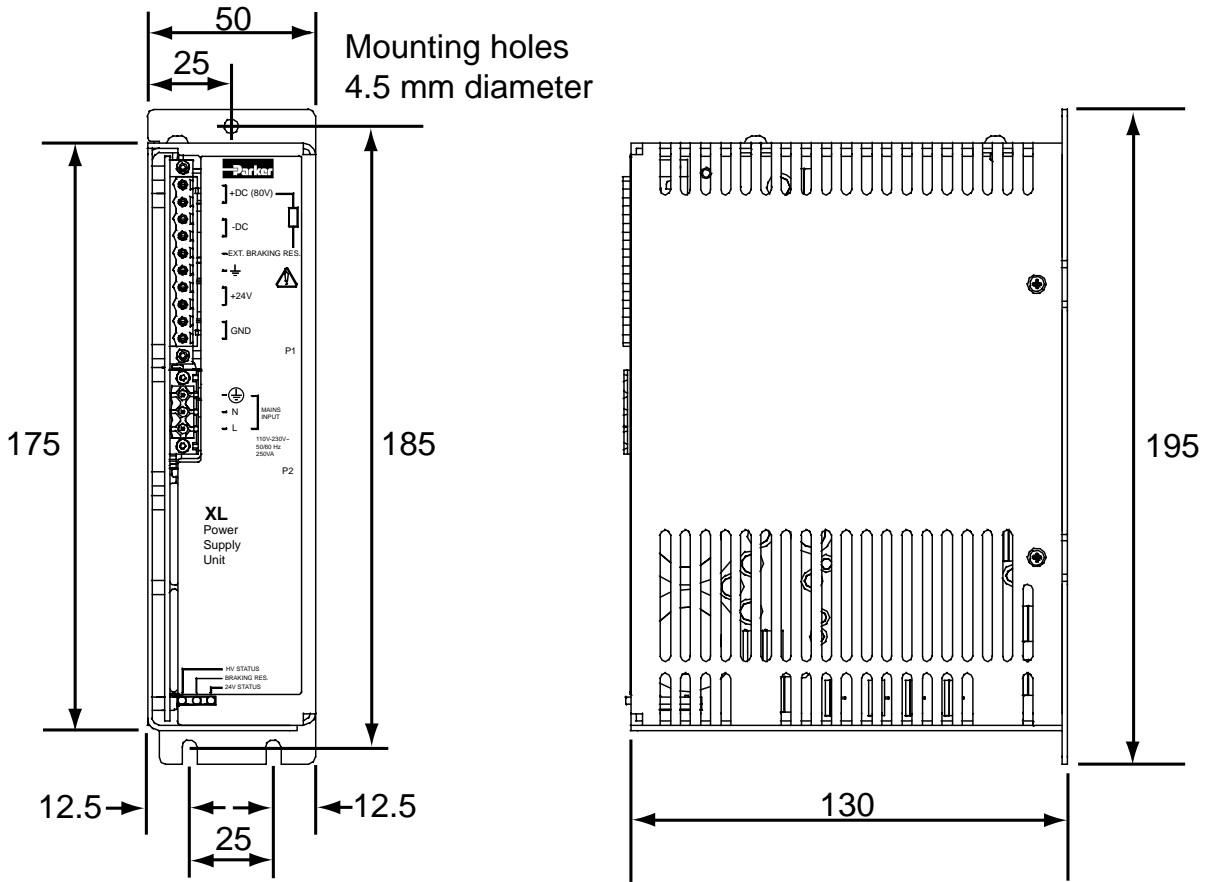 50
25
Mounting holes
4.5 mm diameter
Parker
+DC (80V)
-DC
EXT. BRAKING RES.
+24V
GND
P1
N
L
MAINS
INPUT
110V-230V~
50/60 Hz
250VA
P2
175
185
195
XL
Power
Supply
Unit
HV STATUS
BRAKING RES.
24V STATUS
12.5
12.5
25
130